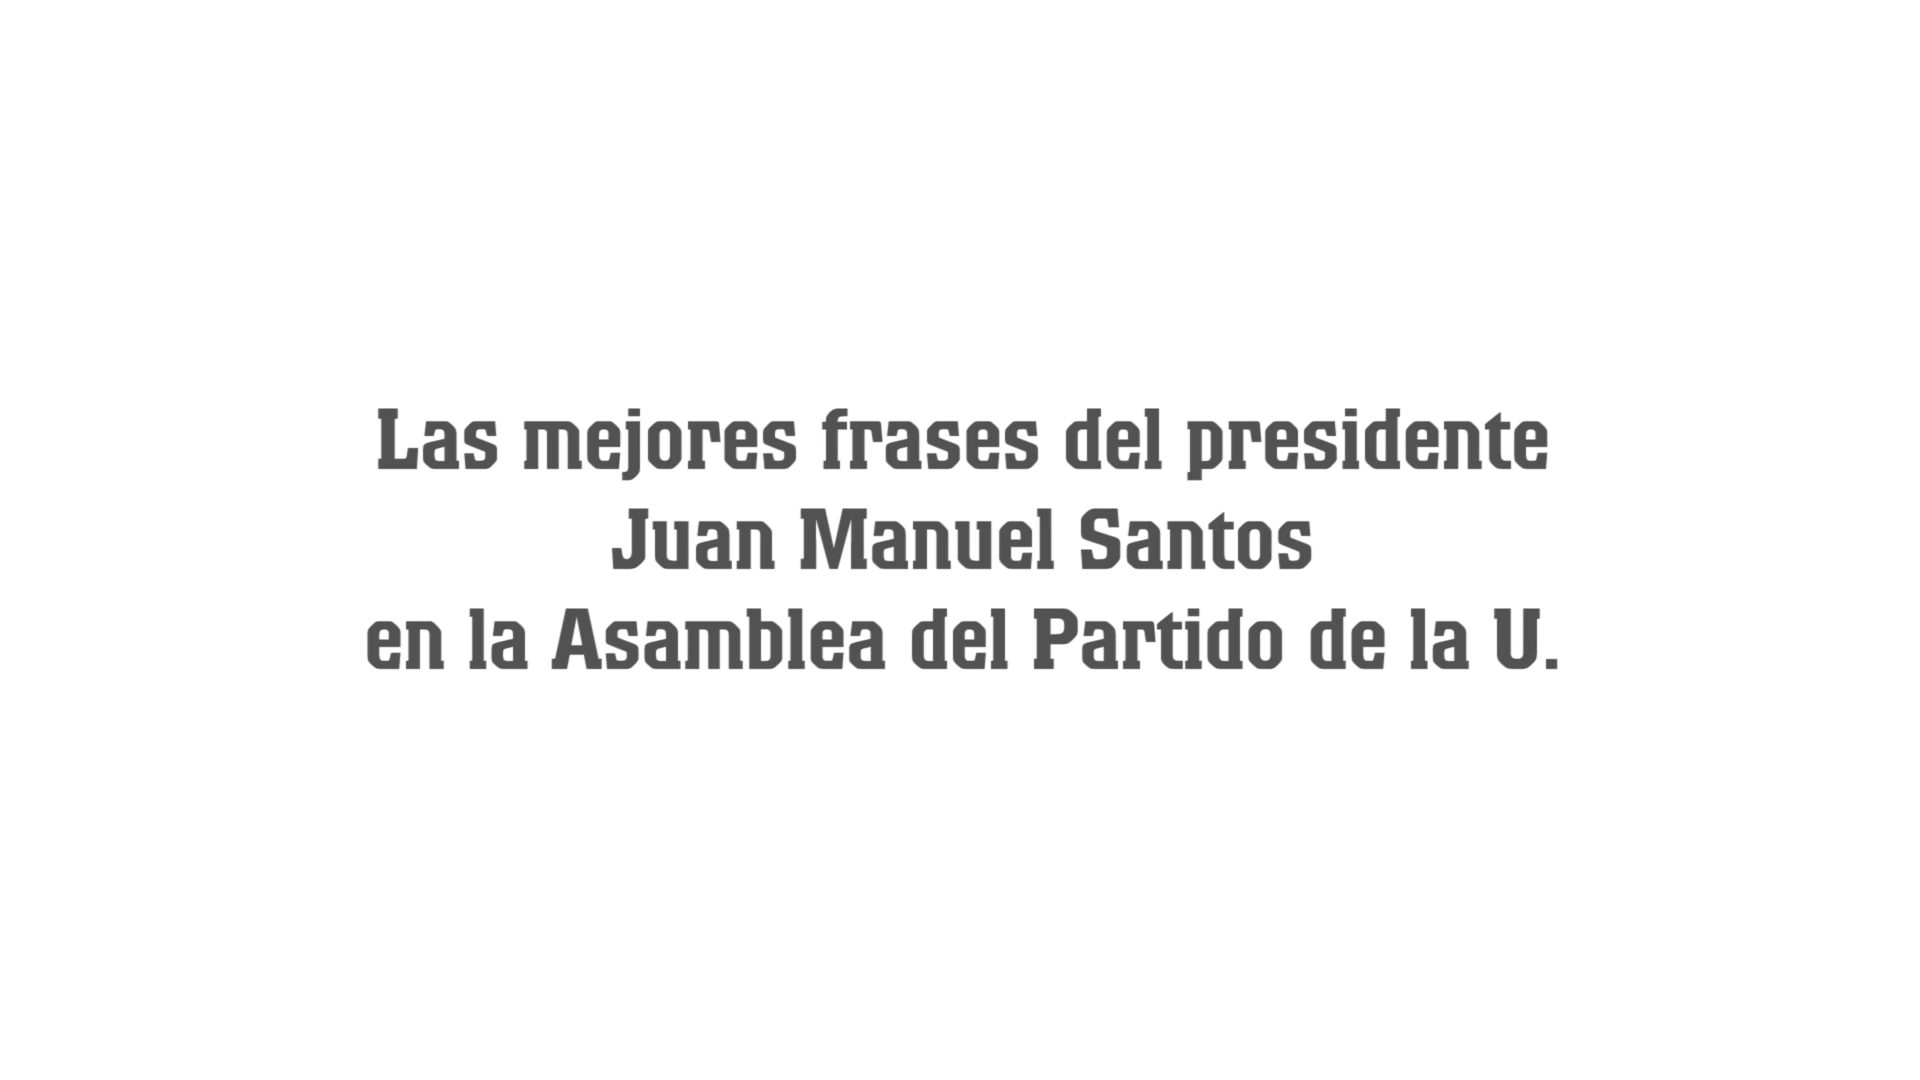 Las mejores frases del presidente
Juan Manuel Santos
en la Asamblea del Partido de la U.